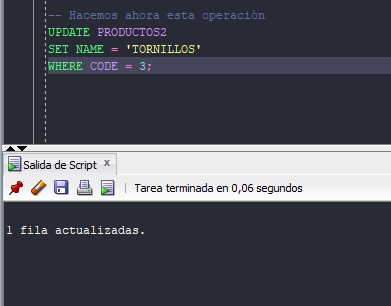 -- Hacemos ahora esta operación
UPDATE PRODUCTOS2
SET NAME = 'TORNILLOS'
WHERE CODE = 3;
Salida de Script x
Tarea terminada en 0,06 segundos
1 fila actualizadas.